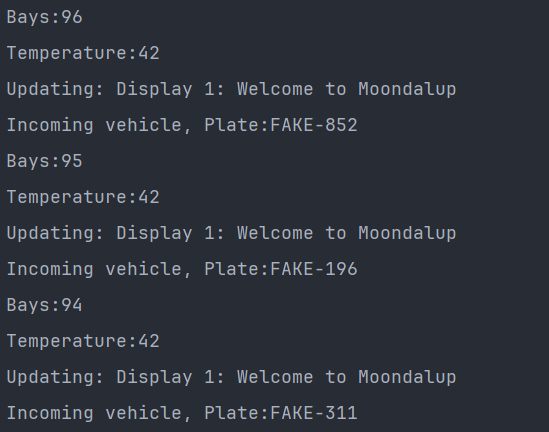 Bays:96
Temperature:42
Updating: Display 1: Welcome to Moondalup
Incoming vehicle, Plate:FAKE-852
Bays:95
Temperature:42
Updating: Display 1: Welcome to Moondalup
Incoming vehicle, Plate:FAKE-196
Bays:94
Temperature:42
Updating: Display 1: Welcome to Moondalup
Incoming vehicle, Plate:FAKE-311